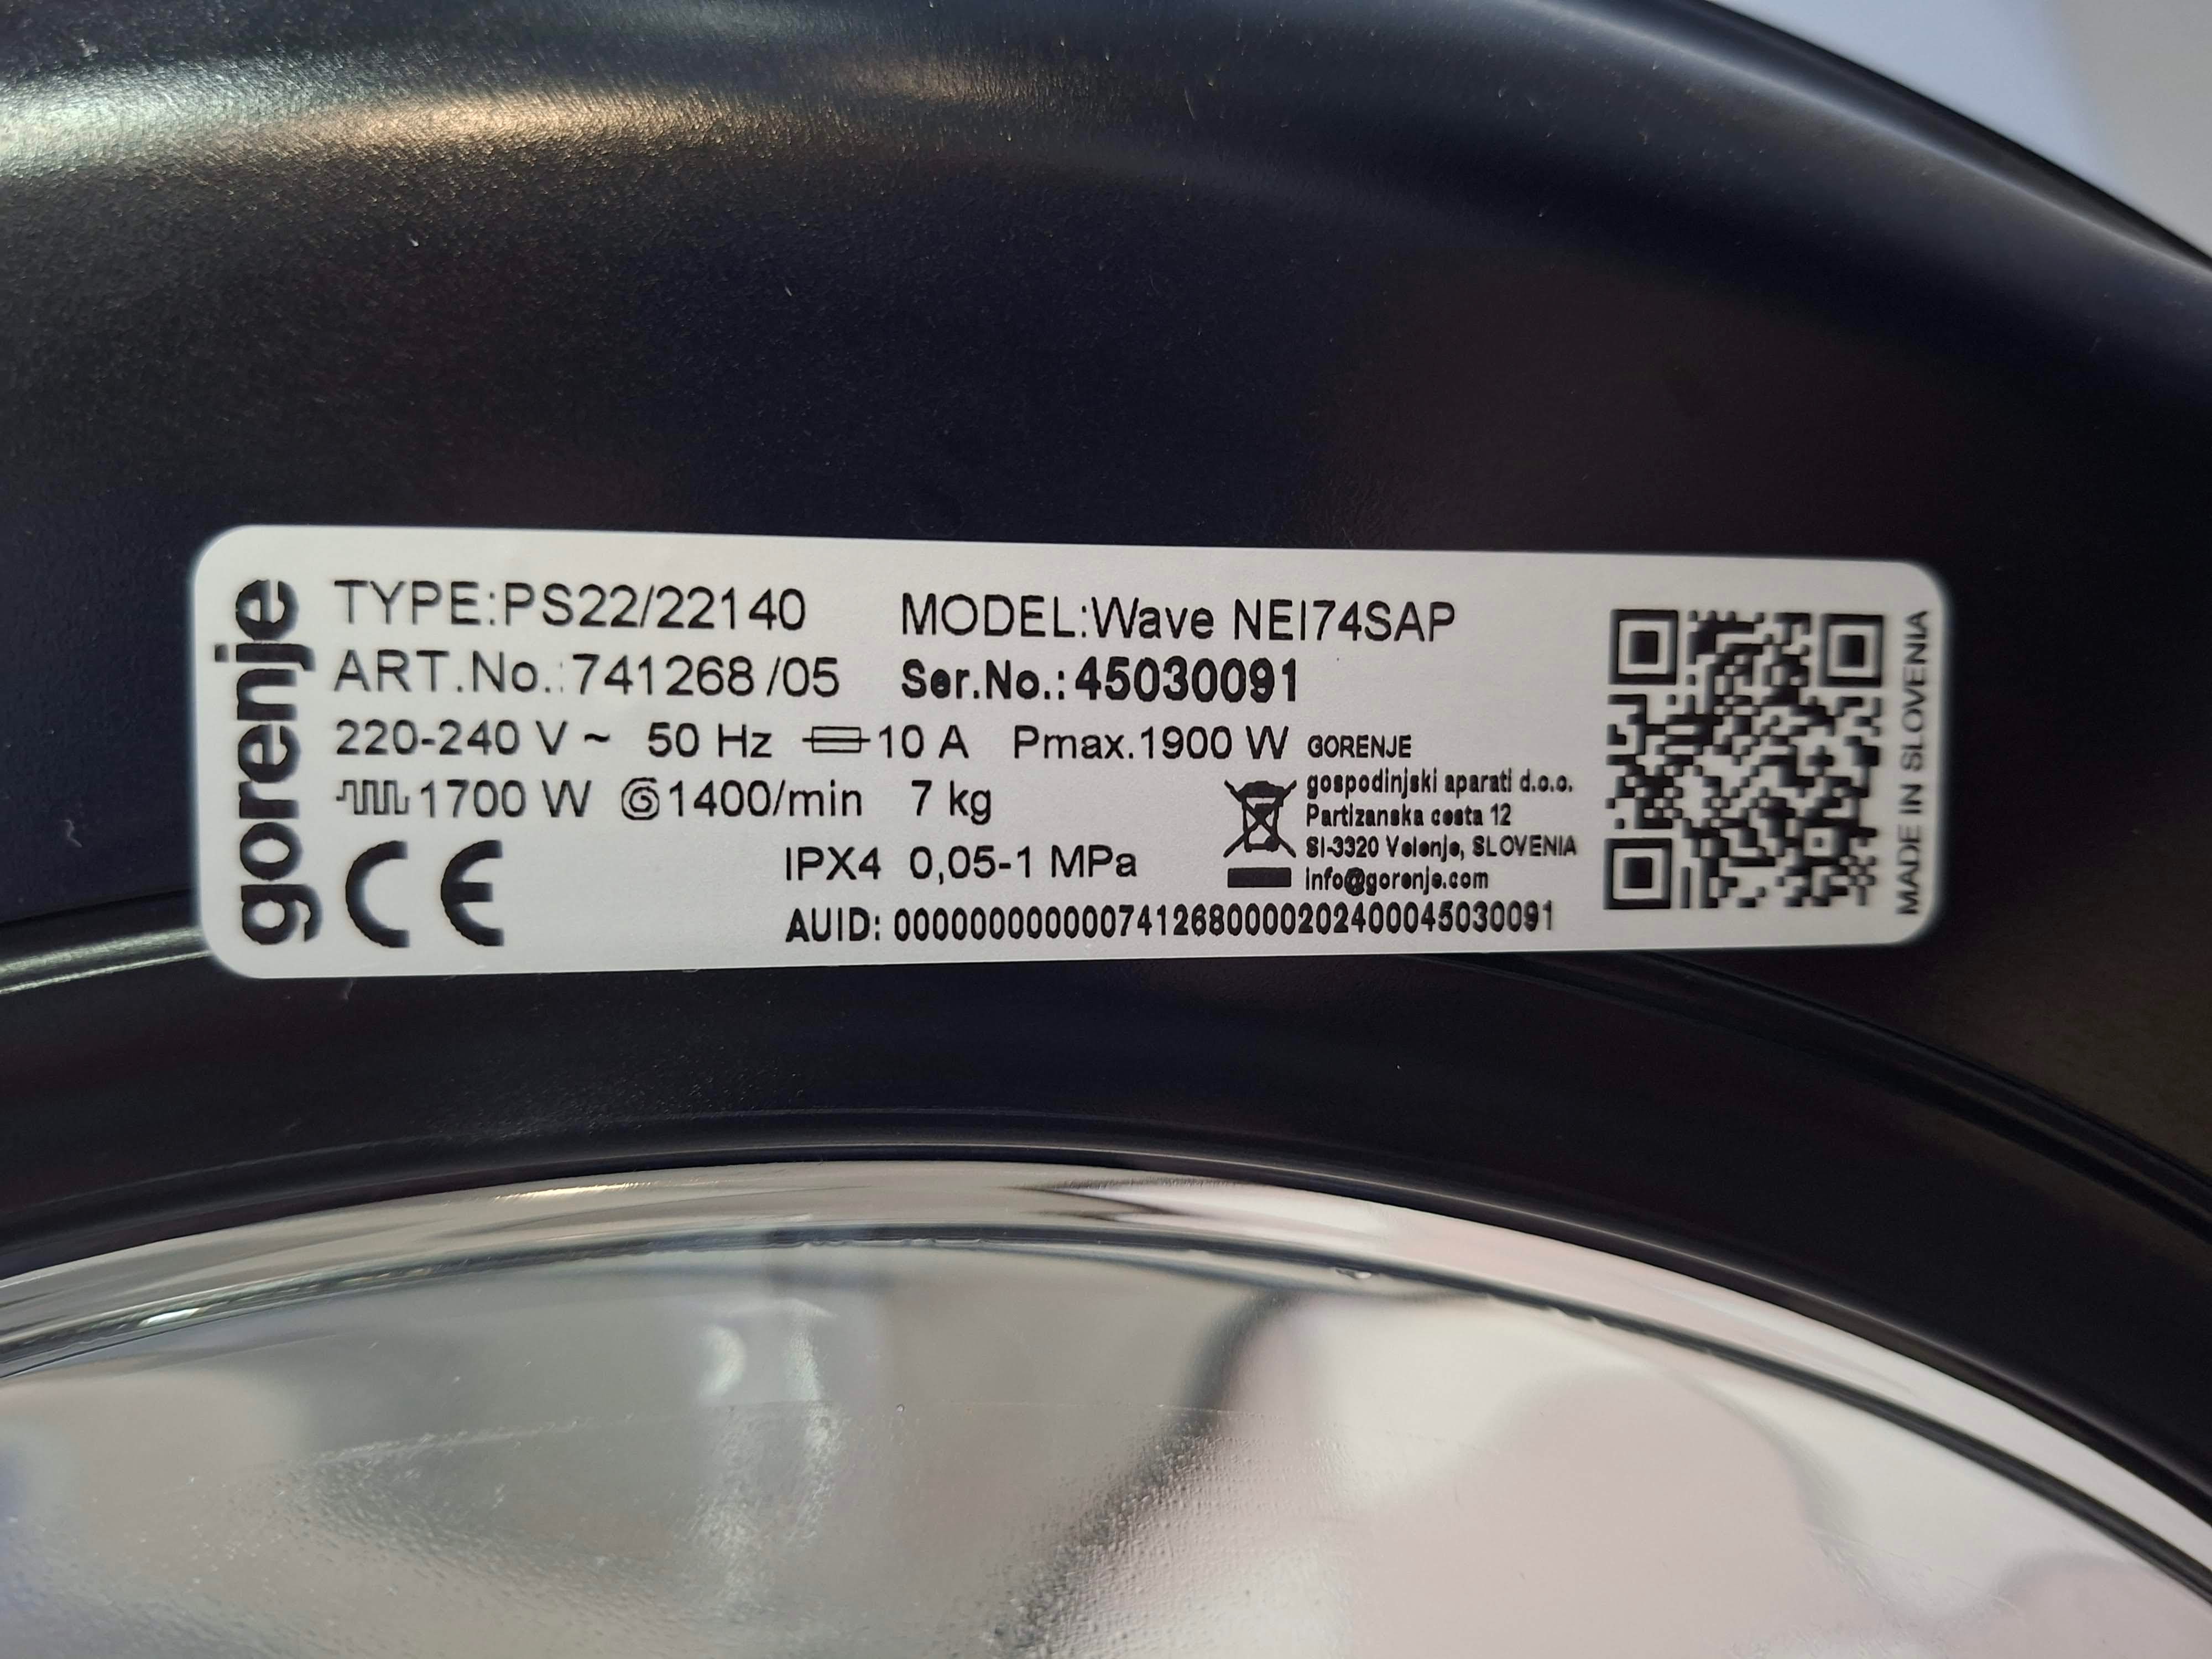 gorenje
TYPE:PS22/22140 MODEL:Wave NEI74SAP
ART.No.:741268/05 Ser.No.:45030091
220-240 V ~ 50 Hz 10 A Pmax.1900 W
1700 W 1400/min 7 kg
CE
IPX4 0,05-1 MPa
GORENJE
gospodinjski aparati d.o.o.
Partizanska cesta 12
SI-3320 Velenje, SLOVENIA
info@gorenje.com
AUID: 0000000000007412680000202400045030091
MADE IN SLOVENIA